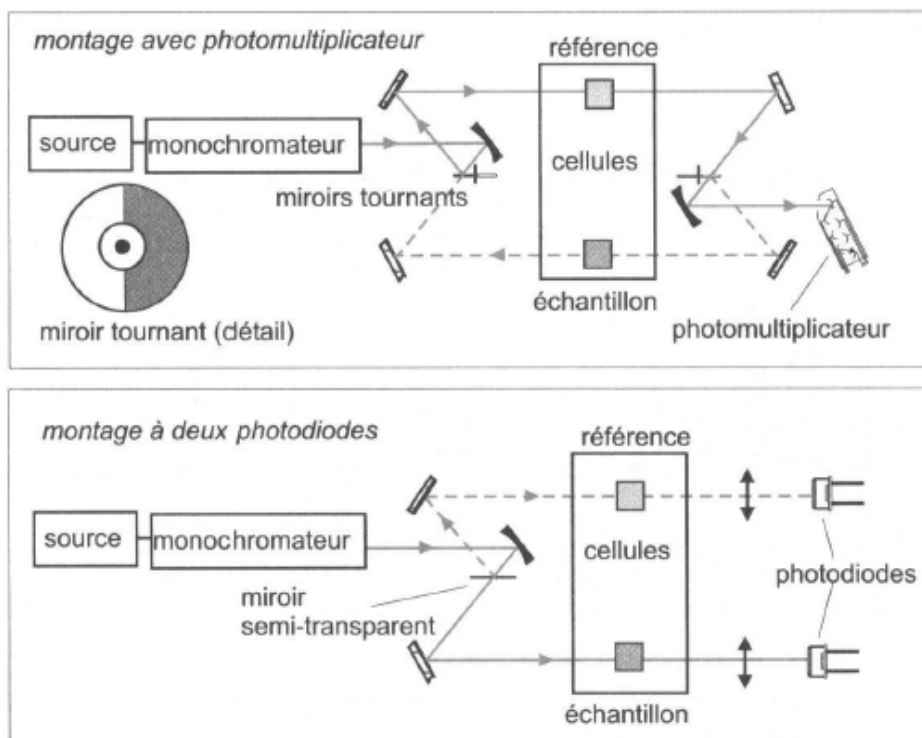 montage avec photomultiplicateur
référence
source
monochromateur
cellules
miroirs tournants
échantillon
miroir tournant (détail)
photomultiplicateur
montage à deux photodiodes
référence
source
monochromateur
cellules
photodiodes
miroir
semi-transparent
échantillon